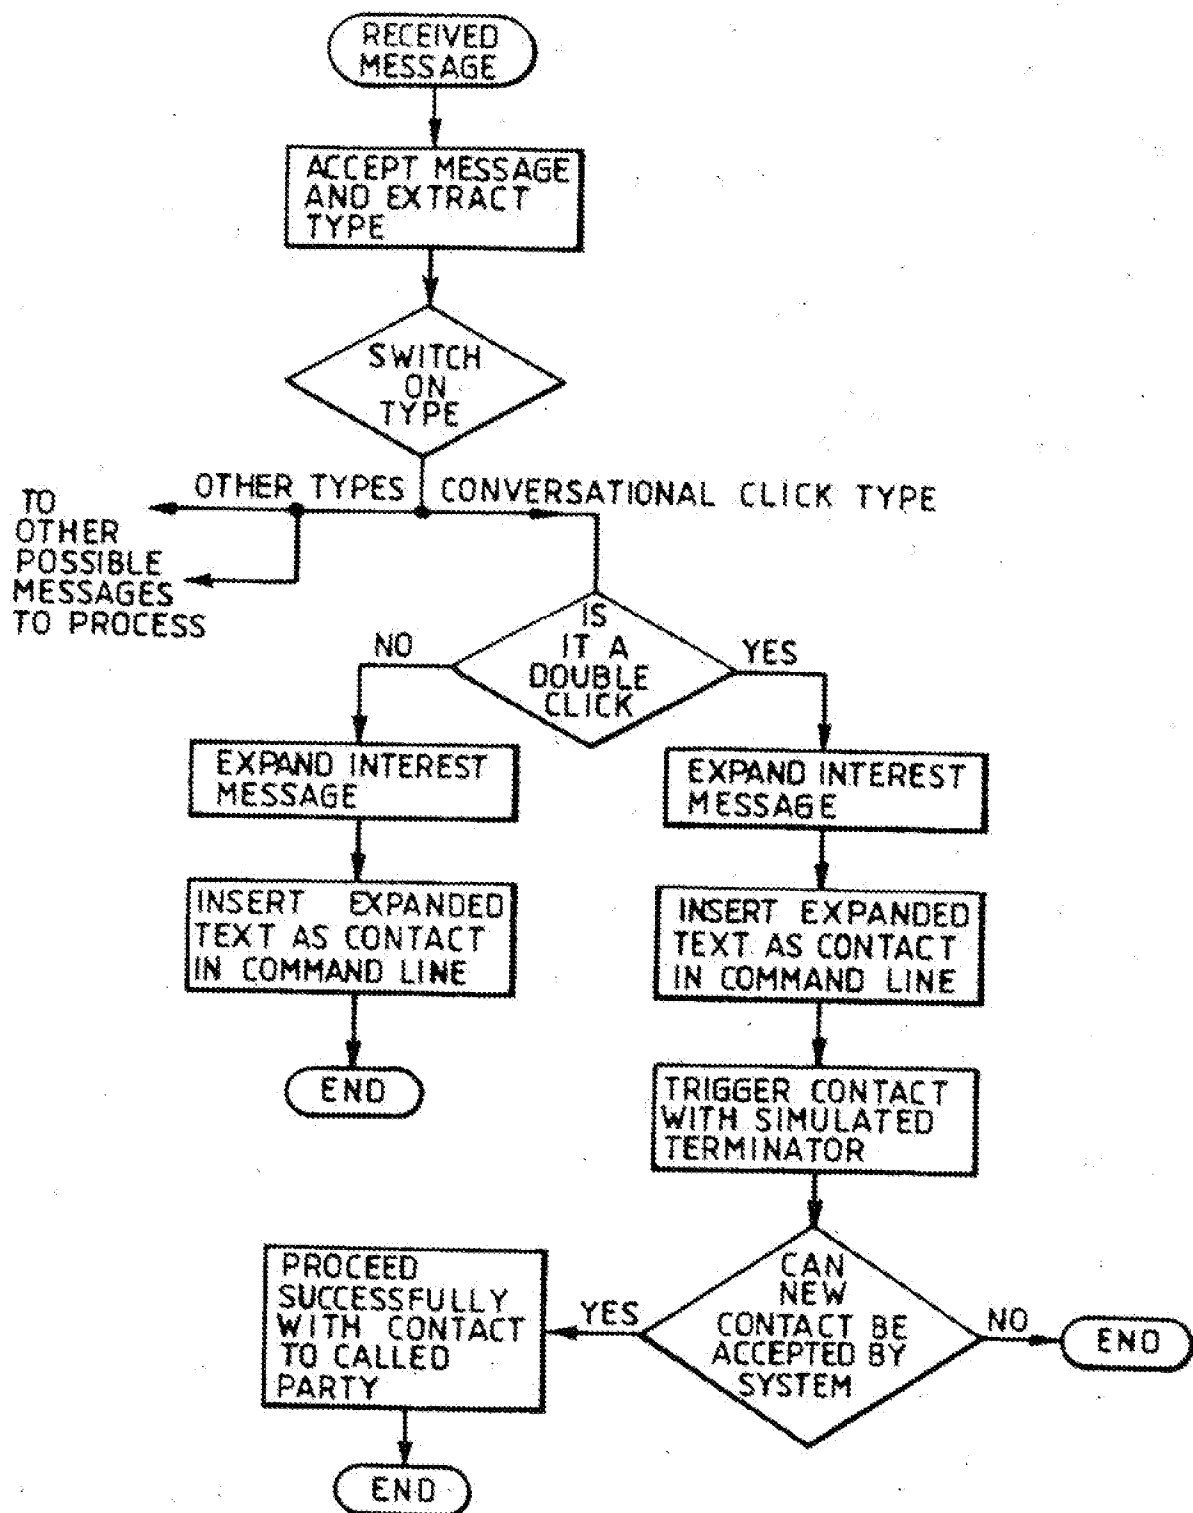 RECEIVED
MESSAGE
ACCEPT MESSAGE
AND EXTRACT
TYPE
SWITCH
ON
TYPE
OTHER TYPES
CONVERSATIONAL CLICK TYPE
TO
OTHER
POSSIBLE
MESSAGES
TO PROCESS
IS
IT A
DOUBLE
CLICK
NO
YES
EXPAND INTEREST
MESSAGE
EXPAND INTEREST
MESSAGE
INSERT EXPANDED
TEXT AS CONTACT
IN COMMAND LINE
INSERT EXPANDED
TEXT AS CONTACT
IN COMMAND LINE
END
TRIGGER CONTACT
WITH SIMULATED
TERMINATOR
CAN
NEW
CONTACT BE
ACCEPTED BY
SYSTEM
YES
NO
PROCEED
SUCCESSFULLY
WITH CONTACT
TO CALLED
PARTY
END
END